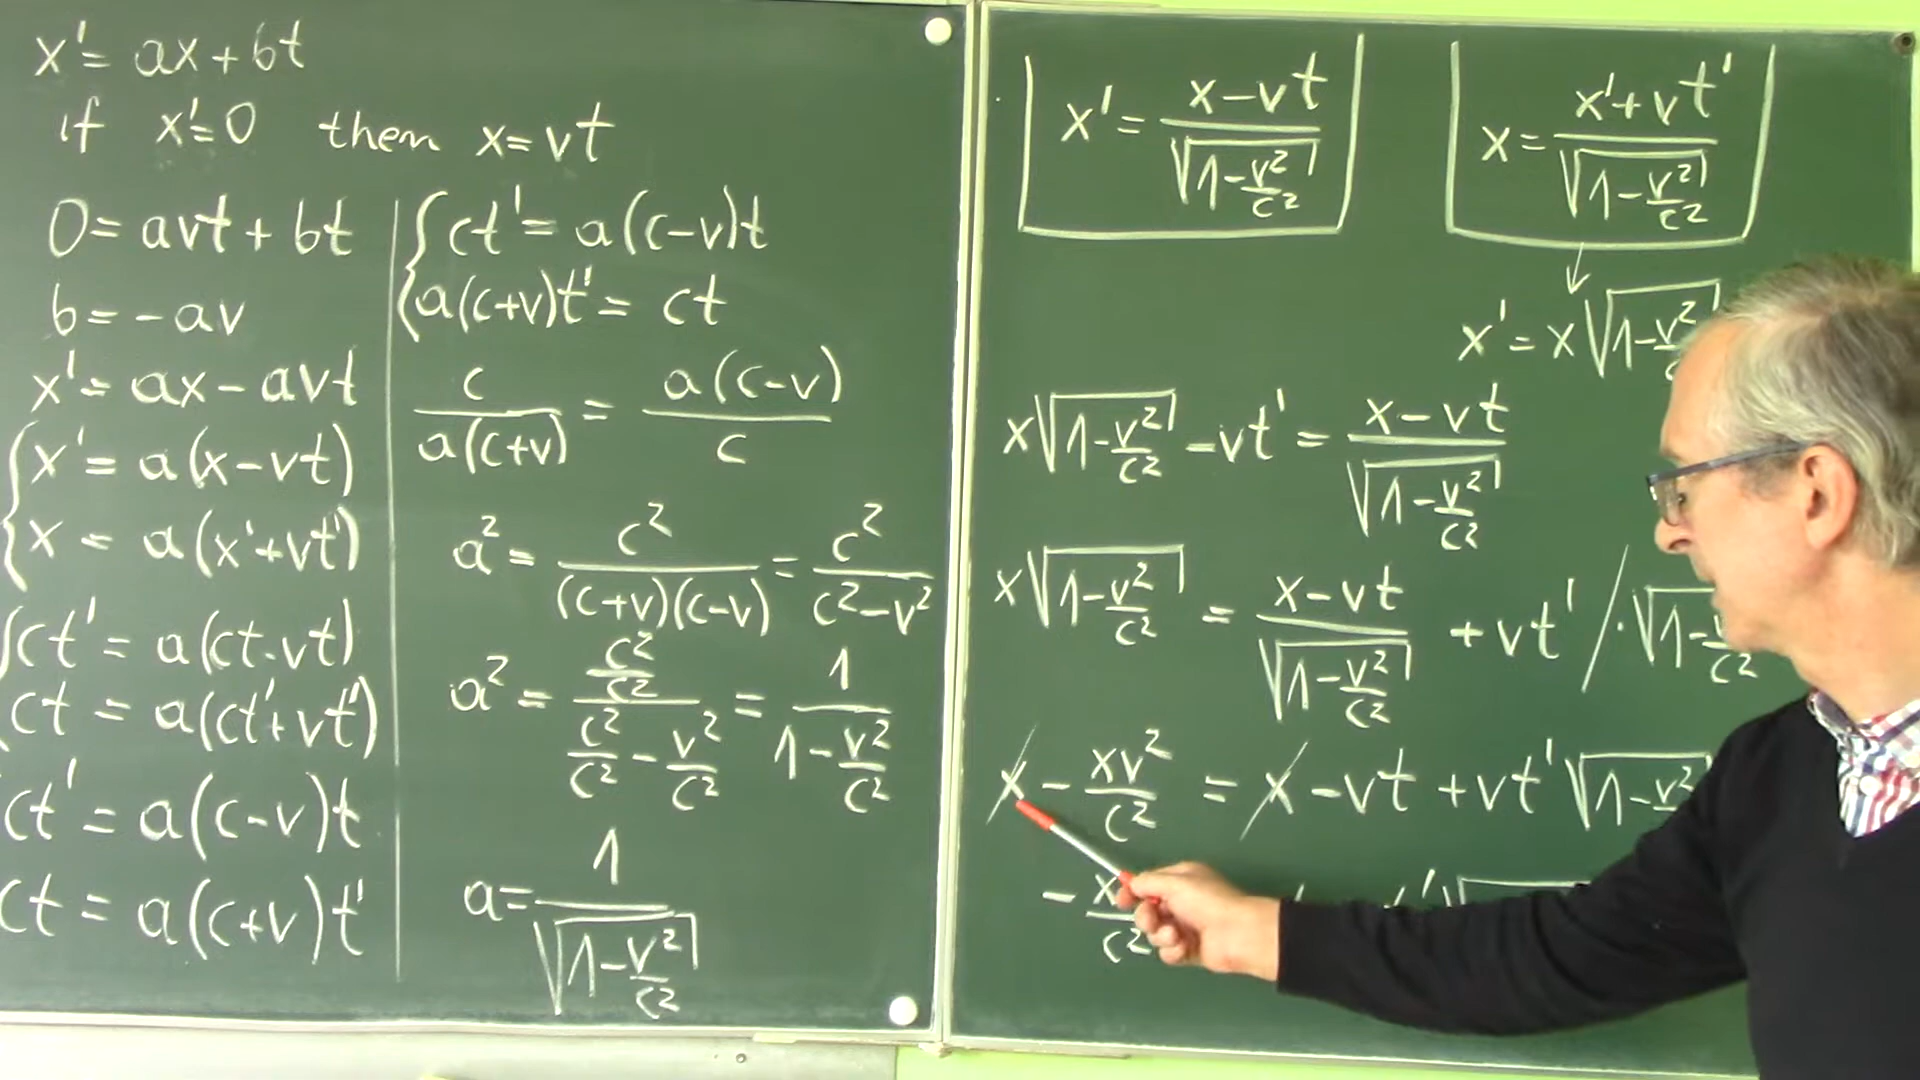 x' = ax + bt
if x' = 0 then x = vt
0 = avt + bt
b = -av
x' = ax - avt
{ x' = a(x - vt)
{ x = a(x' + vt')
{ ct' = a(ct - vt)
{ ct = a(ct' + vt')
ct' = a(c - v)t
ct = a(c + v)t'
{ ct' = a(c - v)t
{ a(c + v)t' = ct
c/(a(c + v)) = a(c - v)/c
a² = c²/((c + v)(c - v)) = c²/(c² - v²)
a² = (c²/c²)/(c²/c² - v²/c²) = 1/(1 - v²/c²)
a = 1/√(1 - v²/c²)
x' = (x - vt)/√(1 - v²/c²)
x = (x' + vt')/√(1 - v²/c²)
↓
x' = x√(1 - v²/c
x√(1 - v²/c²) - vt' = (x - vt)/√(1 - v²/c²)
x√(1 - v²/c²) = (x - vt)/√(1 - v²/c²) + vt' / · √(1 - v/c²
x - xv²/c² = x - vt + vt' √(1 - v²
- x/c²